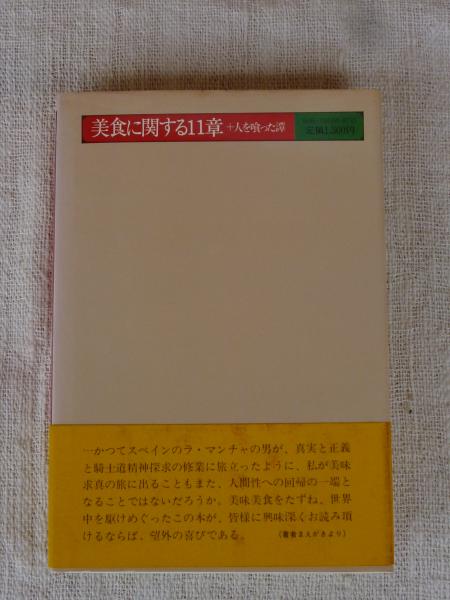 美食に関する11章 +人を喰った譚
定価1,300円
―かつてスペインのラ・マンチャの男が、真実と正義
と騎士道精神探求の修業に旅立ったように、私が美味
求真の旅に出ることもまた、人間性への回帰の一端と
なることではないだろうか。美味美食をたずね、世界
中を駆けめぐったこの本が、皆様に興味深くお読み頂
けるならば、望外の喜びである。
(著者まえがきより)